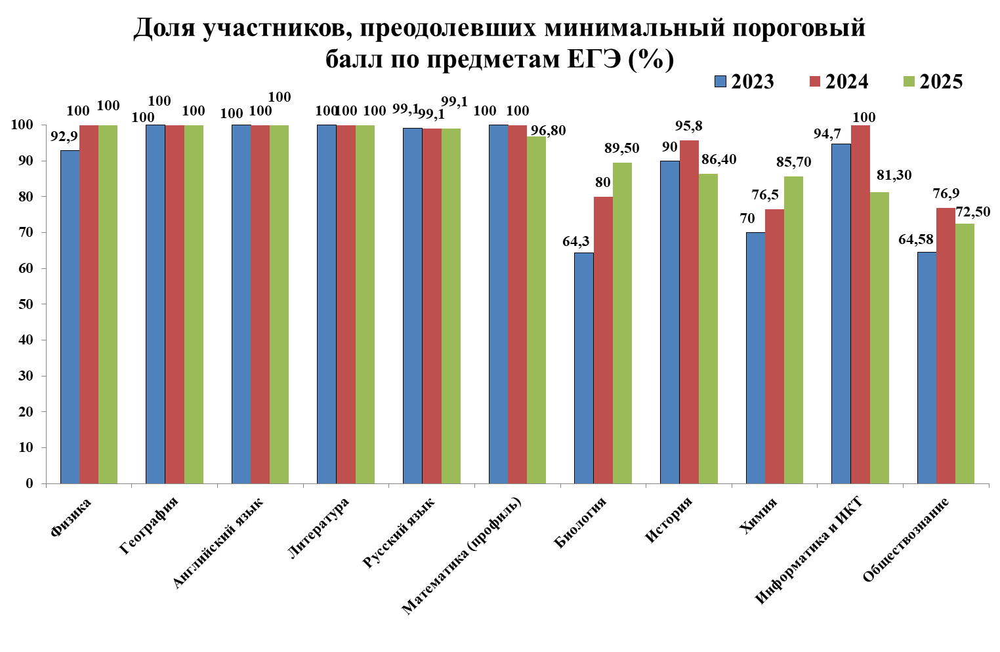 Доля участников, преодолевших минимальный пороговый
балл по предметам ЕГЭ (%)
2023 2024 2025
92,9 100 100
100 100 100
100 100 100
100 100 100
99,1 99,1 99,1
100 100 96,80
64,3 80 89,50
90 95,8 86,40
70 76,5 85,70
94,7 100 81,30
64,58 76,9 72,50
100
90
80
70
60
50
40
30
20
10
0
Физика
География
Английский язык
Литература
Русский язык
Математика (профиль)
Биология
История
Химия
Информатика и ИКТ
Обществознание